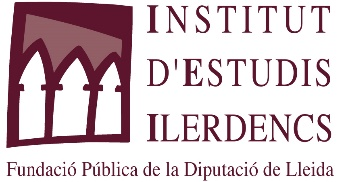 INSTITUT
D'ESTUDIS
ILERDENCS
Fundació Pública de la Diputació de Lleida